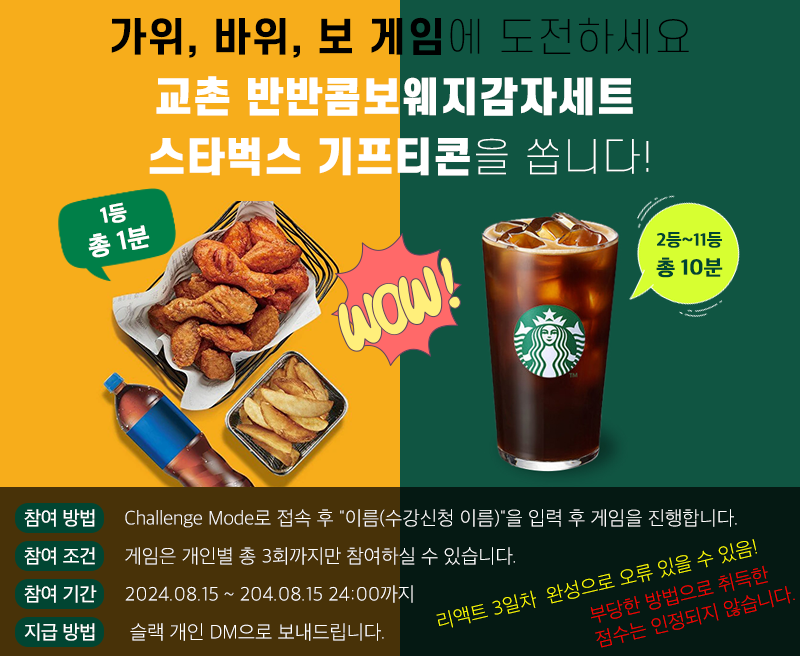 가위, 바위, 보 게임에 도전하세요
교촌 반반콤보웨지감자세트
스타벅스 기프티콘을 쏩니다!
1등
총 1분
WOW!
2등~11등
총 10분
TM
참여 방법 Challenge Mode로 접속 후 "이름(수강신청 이름)"을 입력 후 게임을 진행합니다.
참여 조건 게임은 개인별 총 3회까지만 참여하실 수 있습니다.
참여 기간 2024.08.15 ~ 204.08.15 24:00까지
지급 방법 슬랙 개인 DM으로 보내드립니다.
리액트 3일차 완성으로 오류 있을 수 있음!
부당한 방법으로 취득한
점수는 인정되지 않습니다.